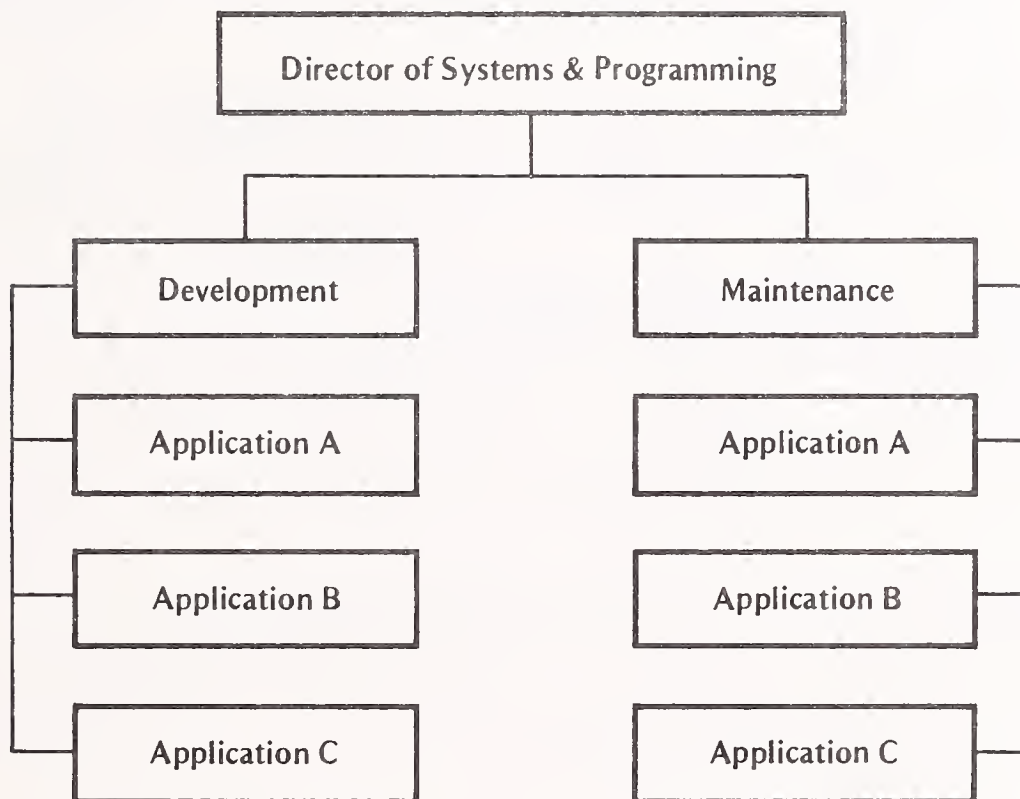 Director of Systems & Programming
Development
Maintenance
Application A
Application A
Application B
Application B
Application C
Application C